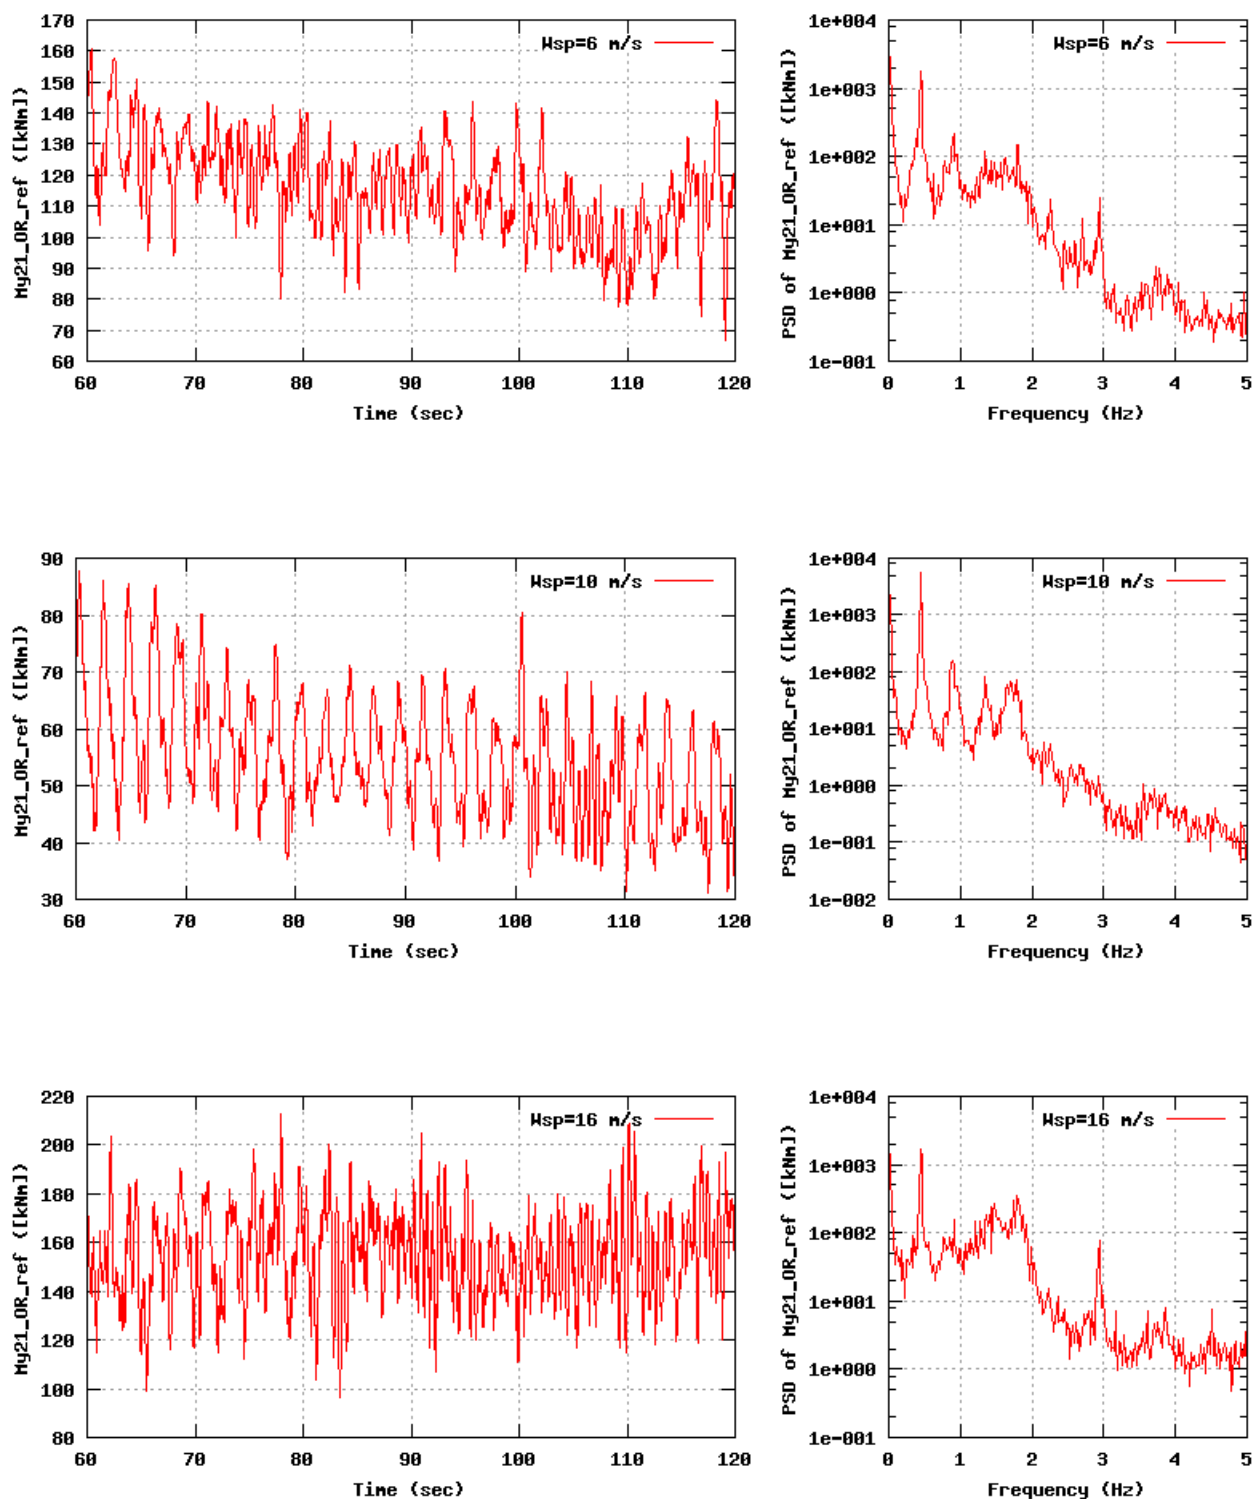 My21_OR_ref ([kNm])
170
160
150
140
130
120
110
100
90
80
70
60
60 70 80 90 100 110 120
Time (sec)
Wsp=6 m/s
PSD of My21_OR_ref ([kNm])
1e+004
1e+003
1e+002
1e+001
1e+000
1e-001
0 1 2 3 4 5
Frequency (Hz)
Wsp=6 m/s
My21_OR_ref ([kNm])
90
80
70
60
50
40
30
60 70 80 90 100 110 120
Time (sec)
Wsp=10 m/s
PSD of My21_OR_ref ([kNm])
1e+004
1e+003
1e+002
1e+001
1e+000
1e-001
1e-002
0 1 2 3 4 5
Frequency (Hz)
Wsp=10 m/s
My21_OR_ref ([kNm])
220
200
180
160
140
120
100
80
60 70 80 90 100 110 120
Time (sec)
Wsp=16 m/s
PSD of My21_OR_ref ([kNm])
1e+004
1e+003
1e+002
1e+001
1e+000
1e-001
0 1 2 3 4 5
Frequency (Hz)
Wsp=16 m/s